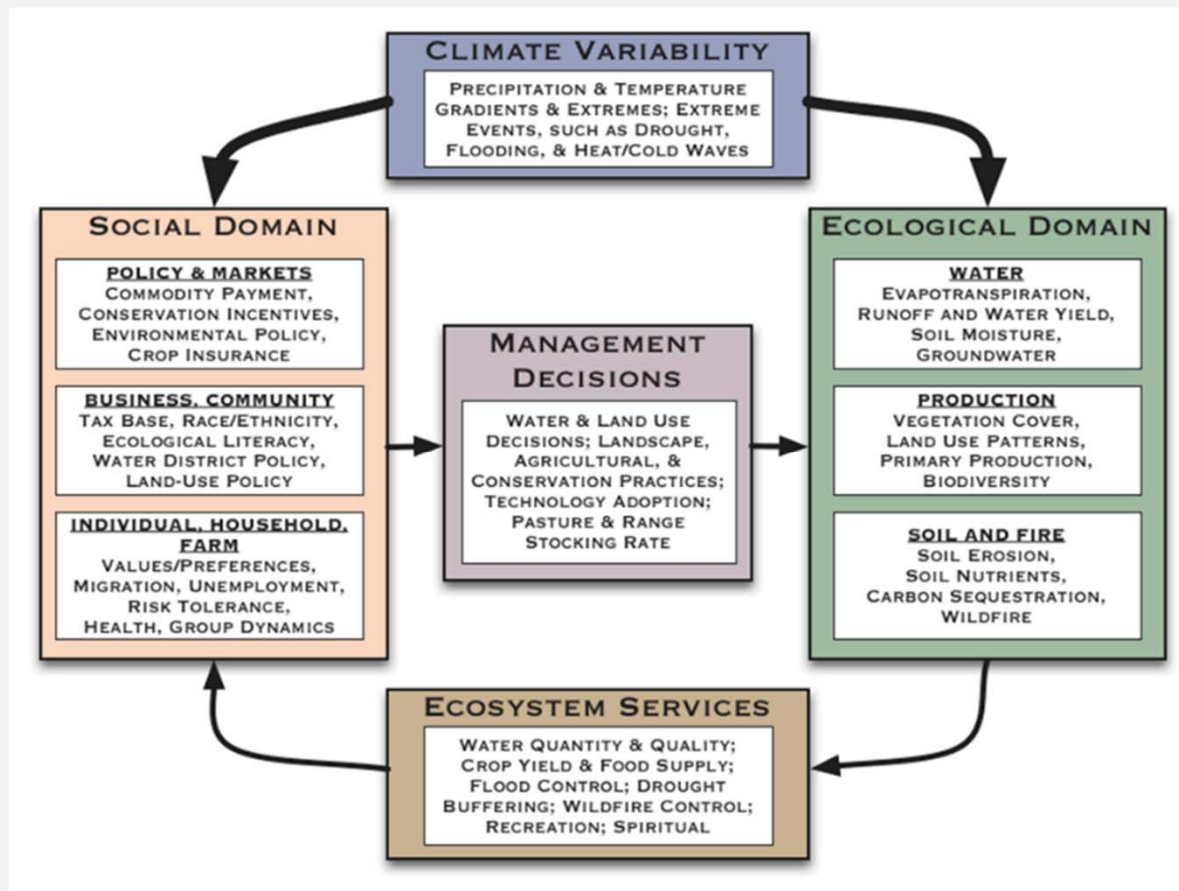 CLIMATE VARIABILITY
PRECIPITATION & TEMPERATURE
GRADIENTS & EXTREMES; EXTREME
EVENTS, SUCH AS DROUGHT,
FLOODING, & HEAT/COLD WAVES
SOCIAL DOMAIN
POLICY & MARKETS
COMMODITY PAYMENT,
CONSERVATION INCENTIVES,
ENVIRONMENTAL POLICY,
CROP INSURANCE
BUSINESS, COMMUNITY
TAX BASE, RACE/ETHNICITY,
ECOLOGICAL LITERACY,
WATER DISTRICT POLICY,
LAND-USE POLICY
INDIVIDUAL, HOUSEHOLD,
FARM
VALUES/PREFERENCES,
MIGRATION, UNEMPLOYMENT,
RISK TOLERANCE,
HEALTH, GROUP DYNAMICS
MANAGEMENT
DECISIONS
WATER & LAND USE
DECISIONS; LANDSCAPE,
AGRICULTURAL, &
CONSERVATION PRACTICES;
TECHNOLOGY ADOPTION;
PASTURE & RANGE
STOCKING RATE
ECOLOGICAL DOMAIN
WATER
EVAPOTRANSPIRATION,
RUNOFF AND WATER YIELD,
SOIL MOISTURE,
GROUNDWATER
PRODUCTION
VEGETATION COVER,
LAND USE PATTERNS,
PRIMARY PRODUCTION,
BIODIVERSITY
SOIL AND FIRE
SOIL EROSION,
SOIL NUTRIENTS,
CARBON SEQUESTRATION,
WILDFIRE
ECOSYSTEM SERVICES
WATER QUANTITY & QUALITY;
CROP YIELD & FOOD SUPPLY;
FLOOD CONTROL; DROUGHT
BUFFERING; WILDFIRE CONTROL;
RECREATION; SPIRITUAL